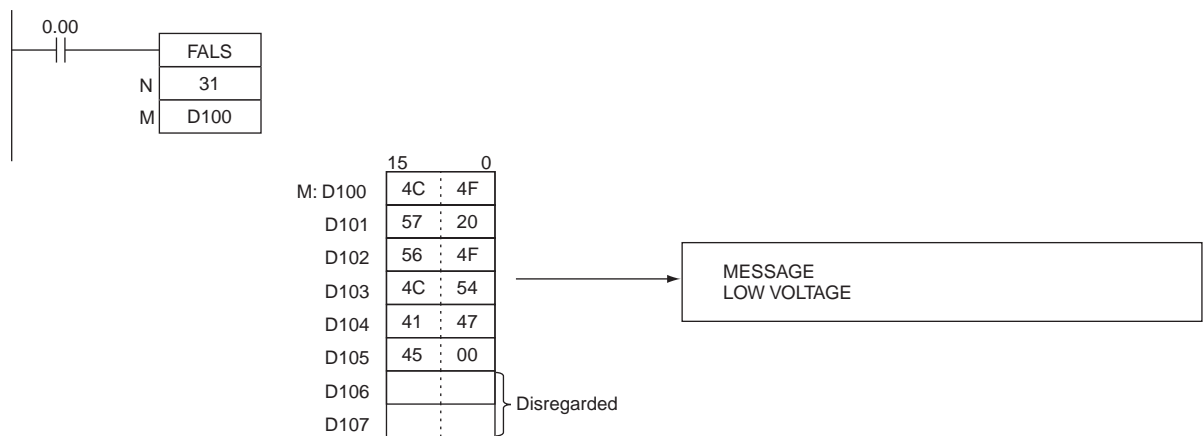 0.00
FALS
N 31
M D100
15 0
M: D100 4C 4F
D101 57 20
D102 56 4F
D103 4C 54
D104 41 47
D105 45 00
D106
D107
Disregarded
MESSAGE
LOW VOLTAGE